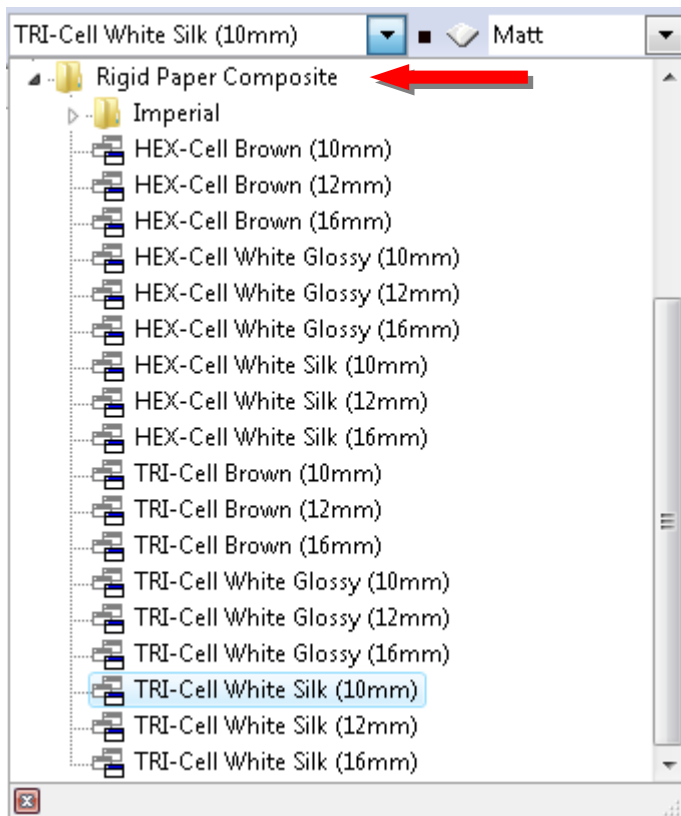 TRI-Cell White Silk (10mm) Matt
Rigid Paper Composite
Imperial
HEX-Cell Brown (10mm)
HEX-Cell Brown (12mm)
HEX-Cell Brown (16mm)
HEX-Cell White Glossy (10mm)
HEX-Cell White Glossy (12mm)
HEX-Cell White Glossy (16mm)
HEX-Cell White Silk (10mm)
HEX-Cell White Silk (12mm)
HEX-Cell White Silk (16mm)
TRI-Cell Brown (10mm)
TRI-Cell Brown (12mm)
TRI-Cell Brown (16mm)
TRI-Cell White Glossy (10mm)
TRI-Cell White Glossy (12mm)
TRI-Cell White Glossy (16mm)
TRI-Cell White Silk (10mm)
TRI-Cell White Silk (12mm)
TRI-Cell White Silk (16mm)